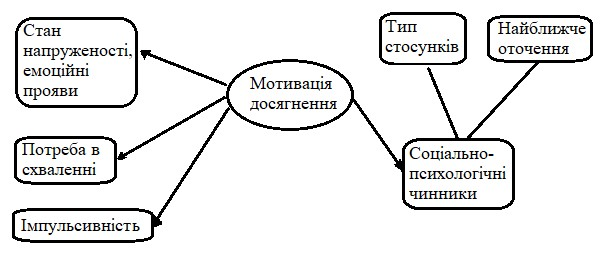 Стан
напруженості,
емоційні
прояви
Мотивація
досягнення
Тип
стосунків
Найближче
оточення
Потреба в
схваленні
Соціально-
психологічні
чинники
Імпульсивність